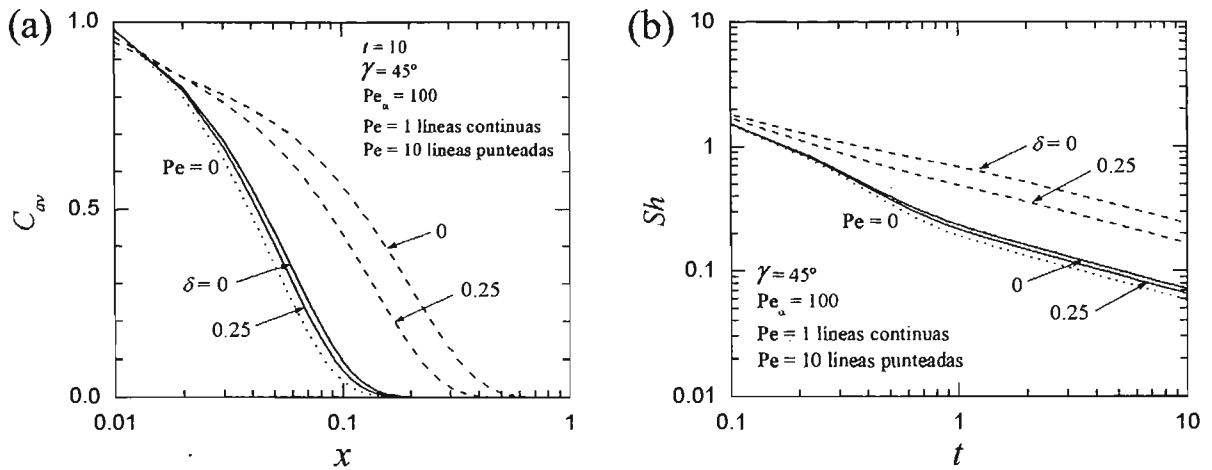 (a)
1.0
0.5
0.0
C_av
t = 10
γ = 45°
Pe_α = 100
Pe = 1 líneas continuas
Pe = 10 líneas punteadas
Pe = 0
0
δ = 0
0.25
0.25
0.01
0.1
1
x
(b)
10
1
0.1
0.01
Sh
δ = 0
0.25
Pe = 0
0
0.25
γ = 45°
Pe_α = 100
Pe = 1 líneas continuas
Pe = 10 líneas punteadas
0.1
1
10
t